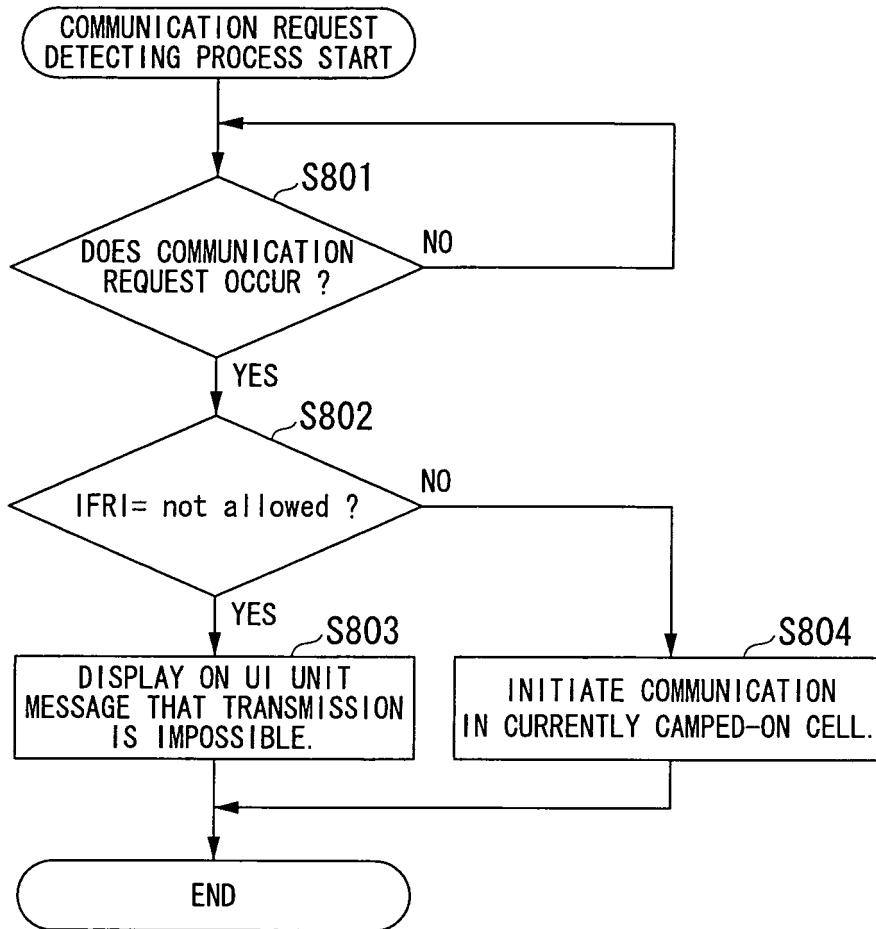 COMMUNICATION REQUEST
DETECTING PROCESS START
S801
DOES COMMUNICATION
REQUEST OCCUR ?
NO
YES
S802
IFRI= not allowed ?
NO
YES
S803
DISPLAY ON UI UNIT
MESSAGE THAT TRANSMISSION
IS IMPOSSIBLE.
S804
INITIATE COMMUNICATION
IN CURRENTLY CAMPED-ON CELL.
END